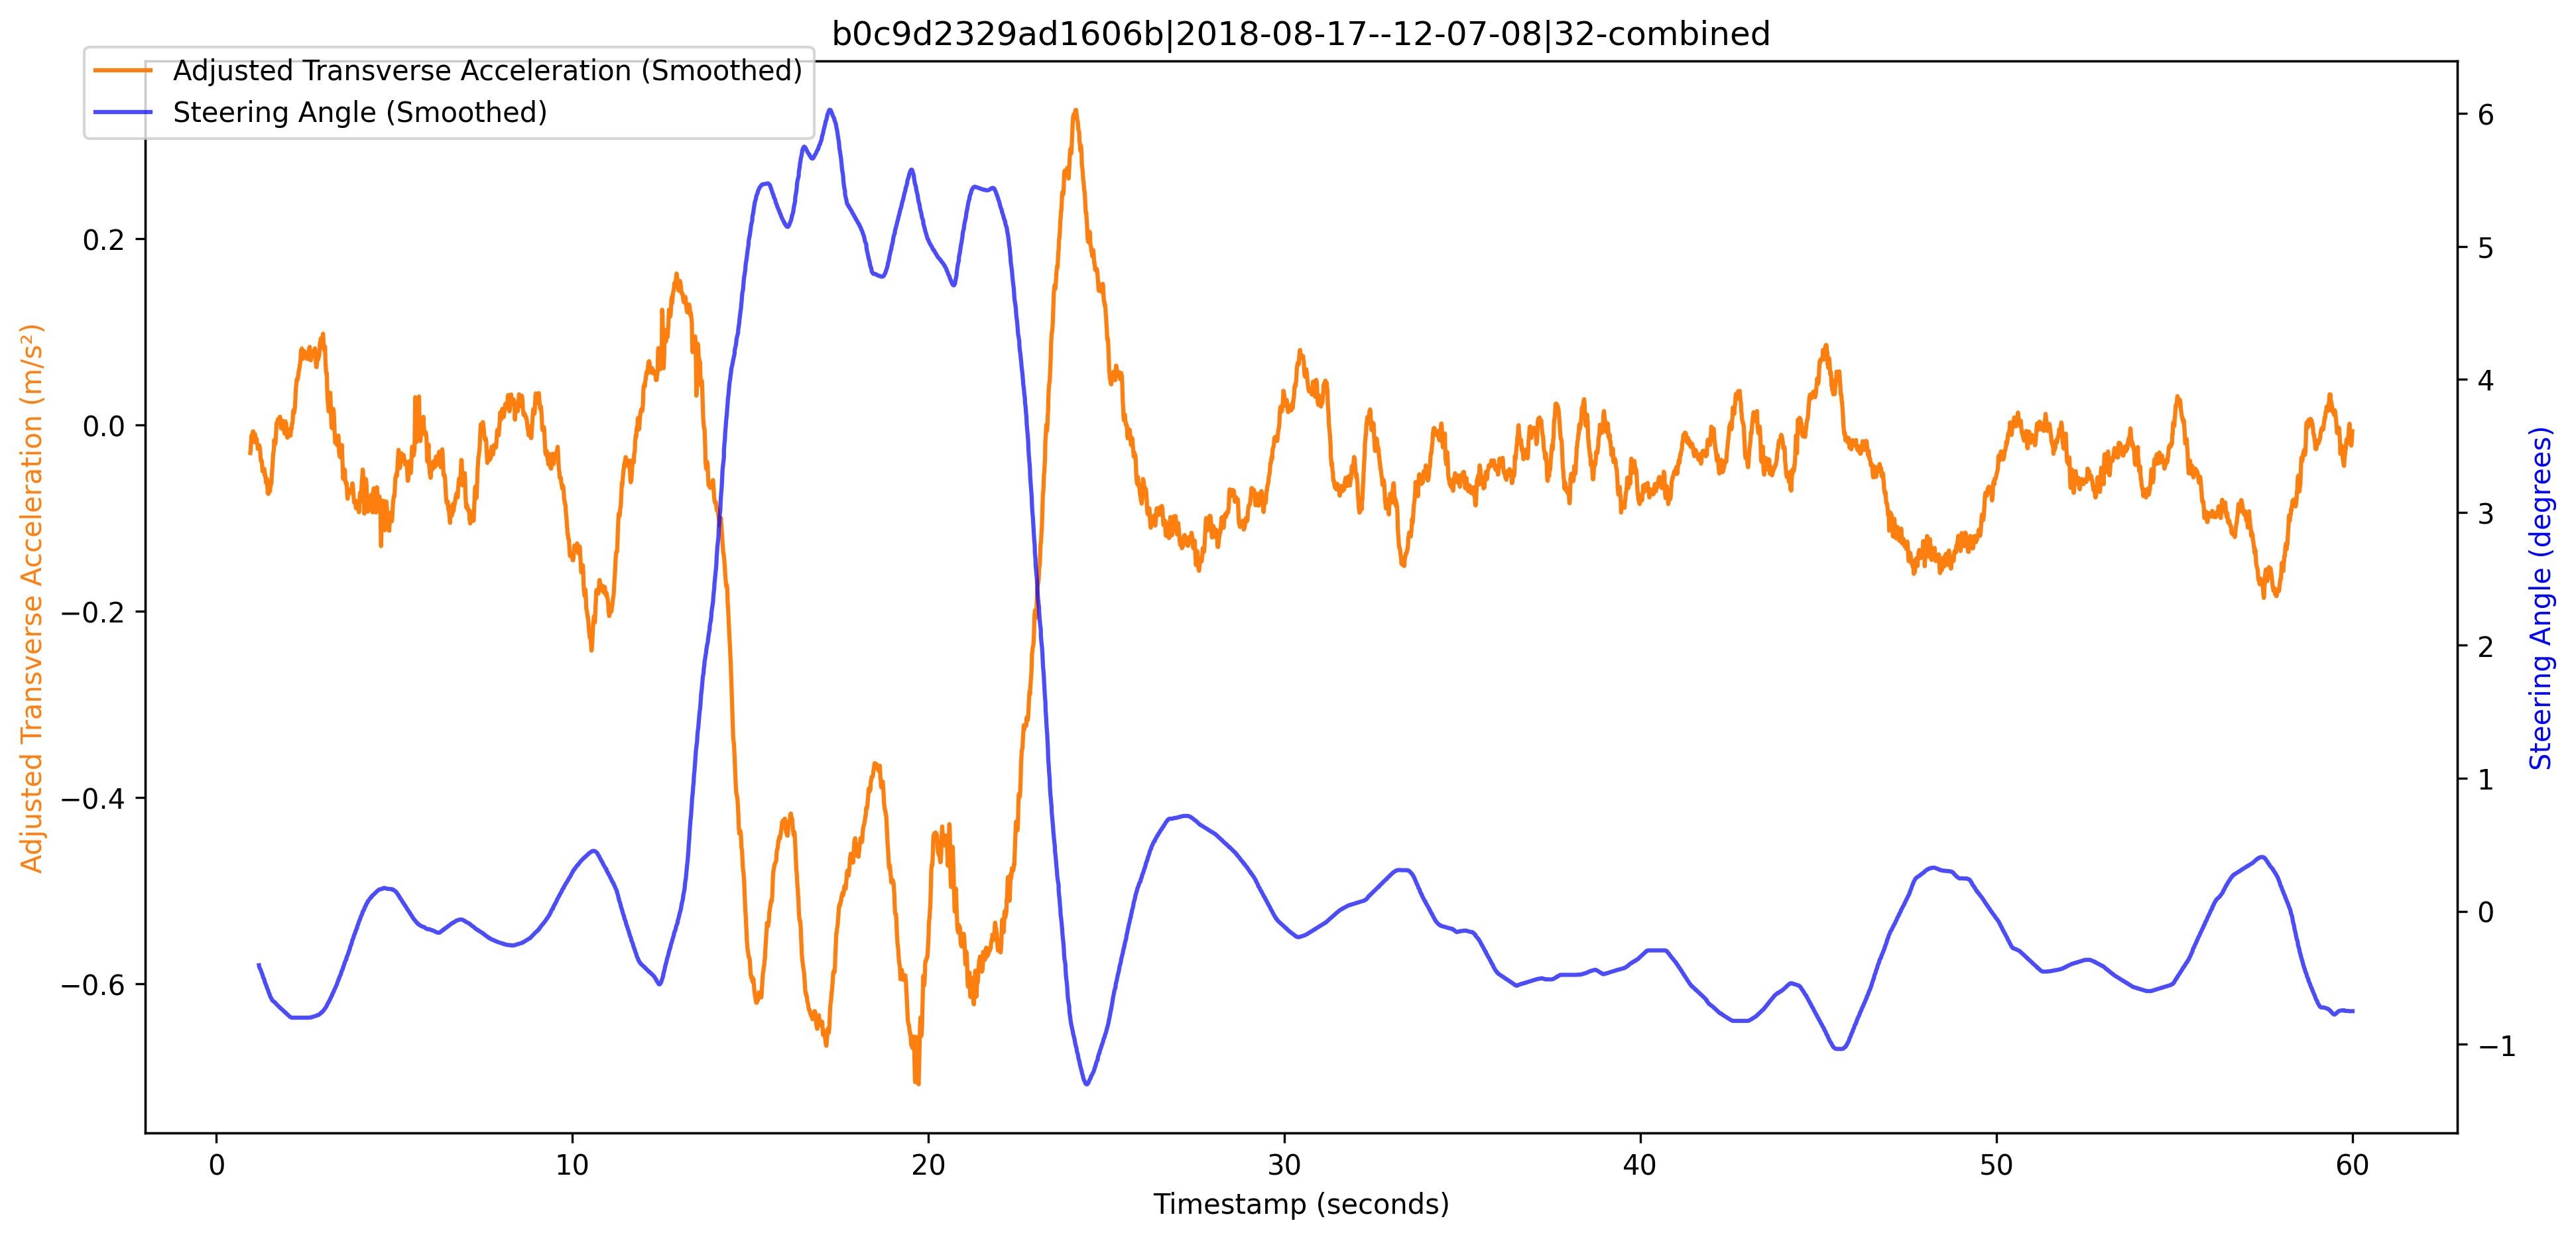 b0c9d2329ad1606b|2018-08-17--12-07-08|32-combined
Adjusted Transverse Acceleration (Smoothed)
Steering Angle (Smoothed)
Adjusted Transverse Acceleration (m/s²)
0.2
0.0
−0.2
−0.4
−0.6
6
5
4
3
2
1
0
−1
Steering Angle (degrees)
0 10 20 30 40 50 60
Timestamp (seconds)